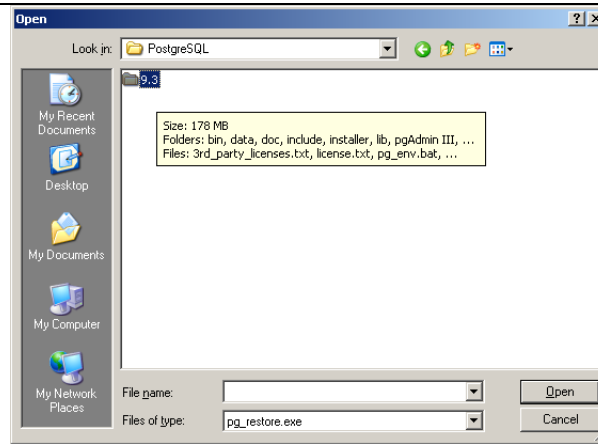 Open
Look in:
PostgreSQL
9.3
Size: 178 MB
Folders: bin, data, doc, include, installer, lib, pgAdmin III, ...
Files: 3rd_party_licenses.txt, license.txt, pg_env.bat, ...
My Recent
Documents
Desktop
My Documents
My Computer
My Network
Places
File name:
Open
Files of type:
pg_restore.exe
Cancel